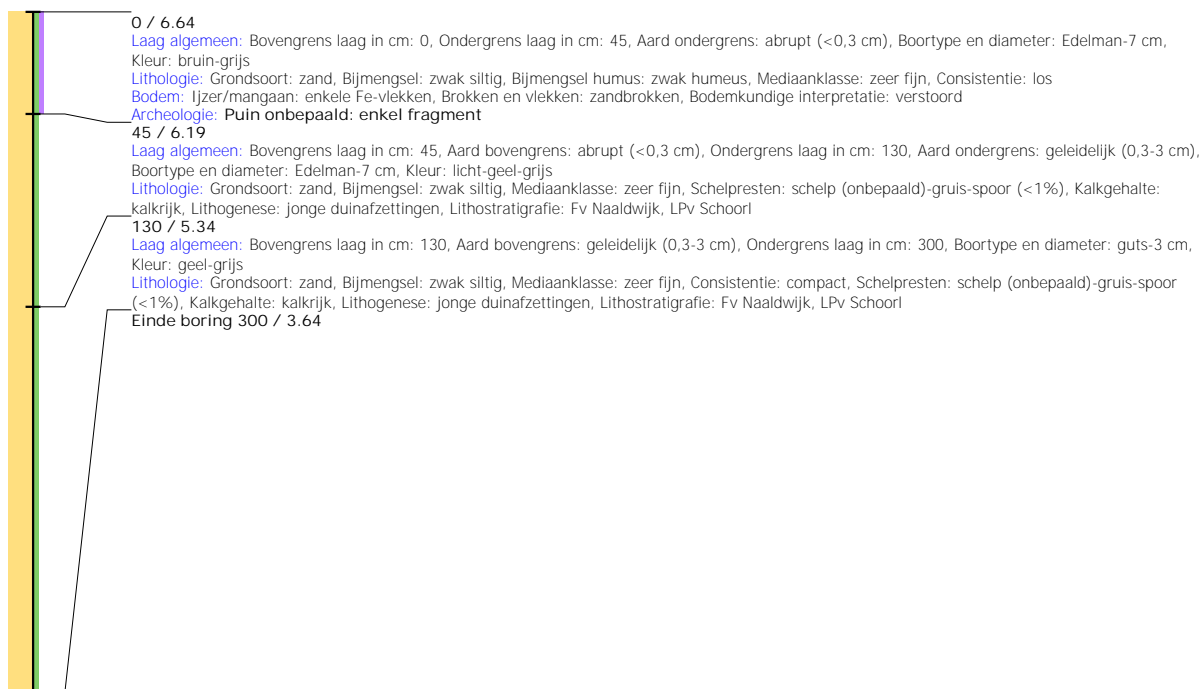 0 / 6.64
Laag algemeen: Bovengrens laag in cm: 0, Ondergrens laag in cm: 45, Aard ondergrens: abrupt (<0,3 cm), Boortype en diameter: Edelman-7 cm,
Kleur: bruin-grijs
Lithologie: Grondsoort: zand, Bijmengsel: zwak siltig, Bijmengsel humus: zwak humeus, Mediaanklasse: zeer fijn, Consistentie: los
Bodem: Ijzer/mangaan: enkele Fe-vlekken, Brokken en vlekken: zandbrokken, Bodemkundige interpretatie: verstoord
Archeologie: Puin onbepaald: enkel fragment
45 / 6.19
Laag algemeen: Bovengrens laag in cm: 45, Aard bovengrens: abrupt (<0,3 cm), Ondergrens laag in cm: 130, Aard ondergrens: geleidelijk (0,3-3 cm),
Boortype en diameter: Edelman-7 cm, Kleur: licht-geel-grijs
Lithologie: Grondsoort: zand, Bijmengsel: zwak siltig, Mediaanklasse: zeer fijn, Schelpresten: schelp (onbepaald)-gruis-spoor (<1%), Kalkgehalte:
kalkrijk, Lithogenese: jonge duinafzettingen, Lithostratigrafie: Fv Naaldwijk, LPv Schoorl
130 / 5.34
Laag algemeen: Bovengrens laag in cm: 130, Aard bovengrens: geleidelijk (0,3-3 cm), Ondergrens laag in cm: 300, Boortype en diameter: guts-3 cm,
Kleur: geel-grijs
Lithologie: Grondsoort: zand, Bijmengsel: zwak siltig, Mediaanklasse: zeer fijn, Consistentie: compact, Schelpresten: schelp (onbepaald)-gruis-spoor
(<1%), Kalkgehalte: kalkrijk, Lithogenese: jonge duinafzettingen, Lithostratigrafie: Fv Naaldwijk, LPv Schoorl
Einde boring 300 / 3.64